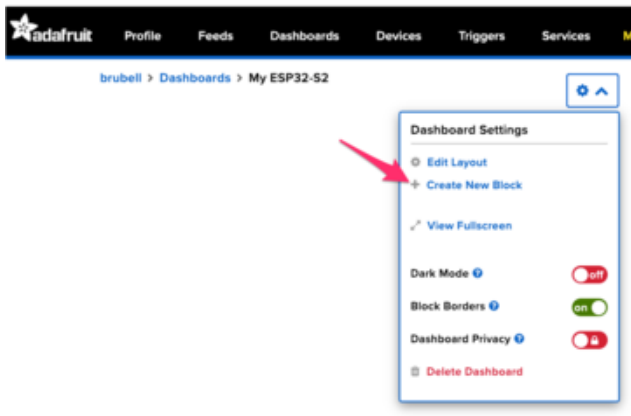 adafruit Profile Feeds Dashboards Devices Triggers Services M
brubell > Dashboards > My ESP32-S2
Dashboard Settings
Edit Layout
+ Create New Block
View Fullscreen
Dark Mode ? off
Block Borders ? on
Dashboard Privacy ?
Delete Dashboard